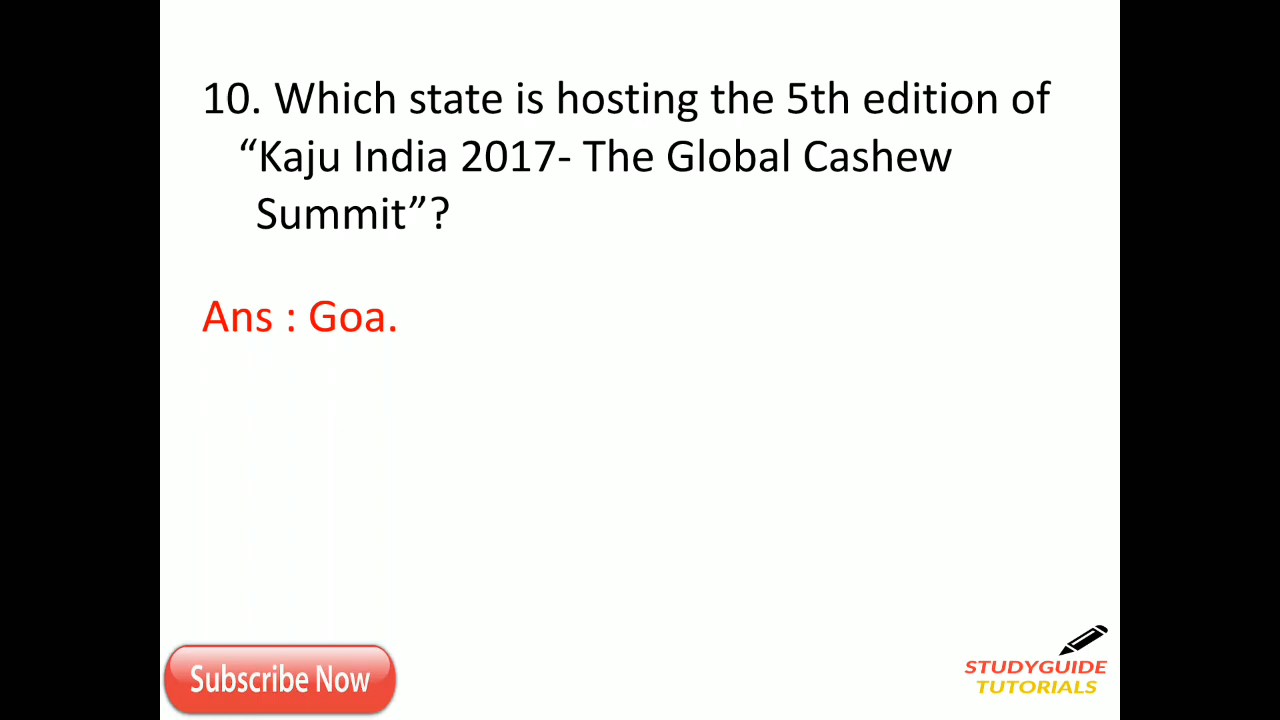 10. Which state is hosting the 5th edition of
“Kaju India 2017- The Global Cashew
Summit”?
Ans : Goa.
Subscribe Now
STUDYGUIDE
TUTORIALS